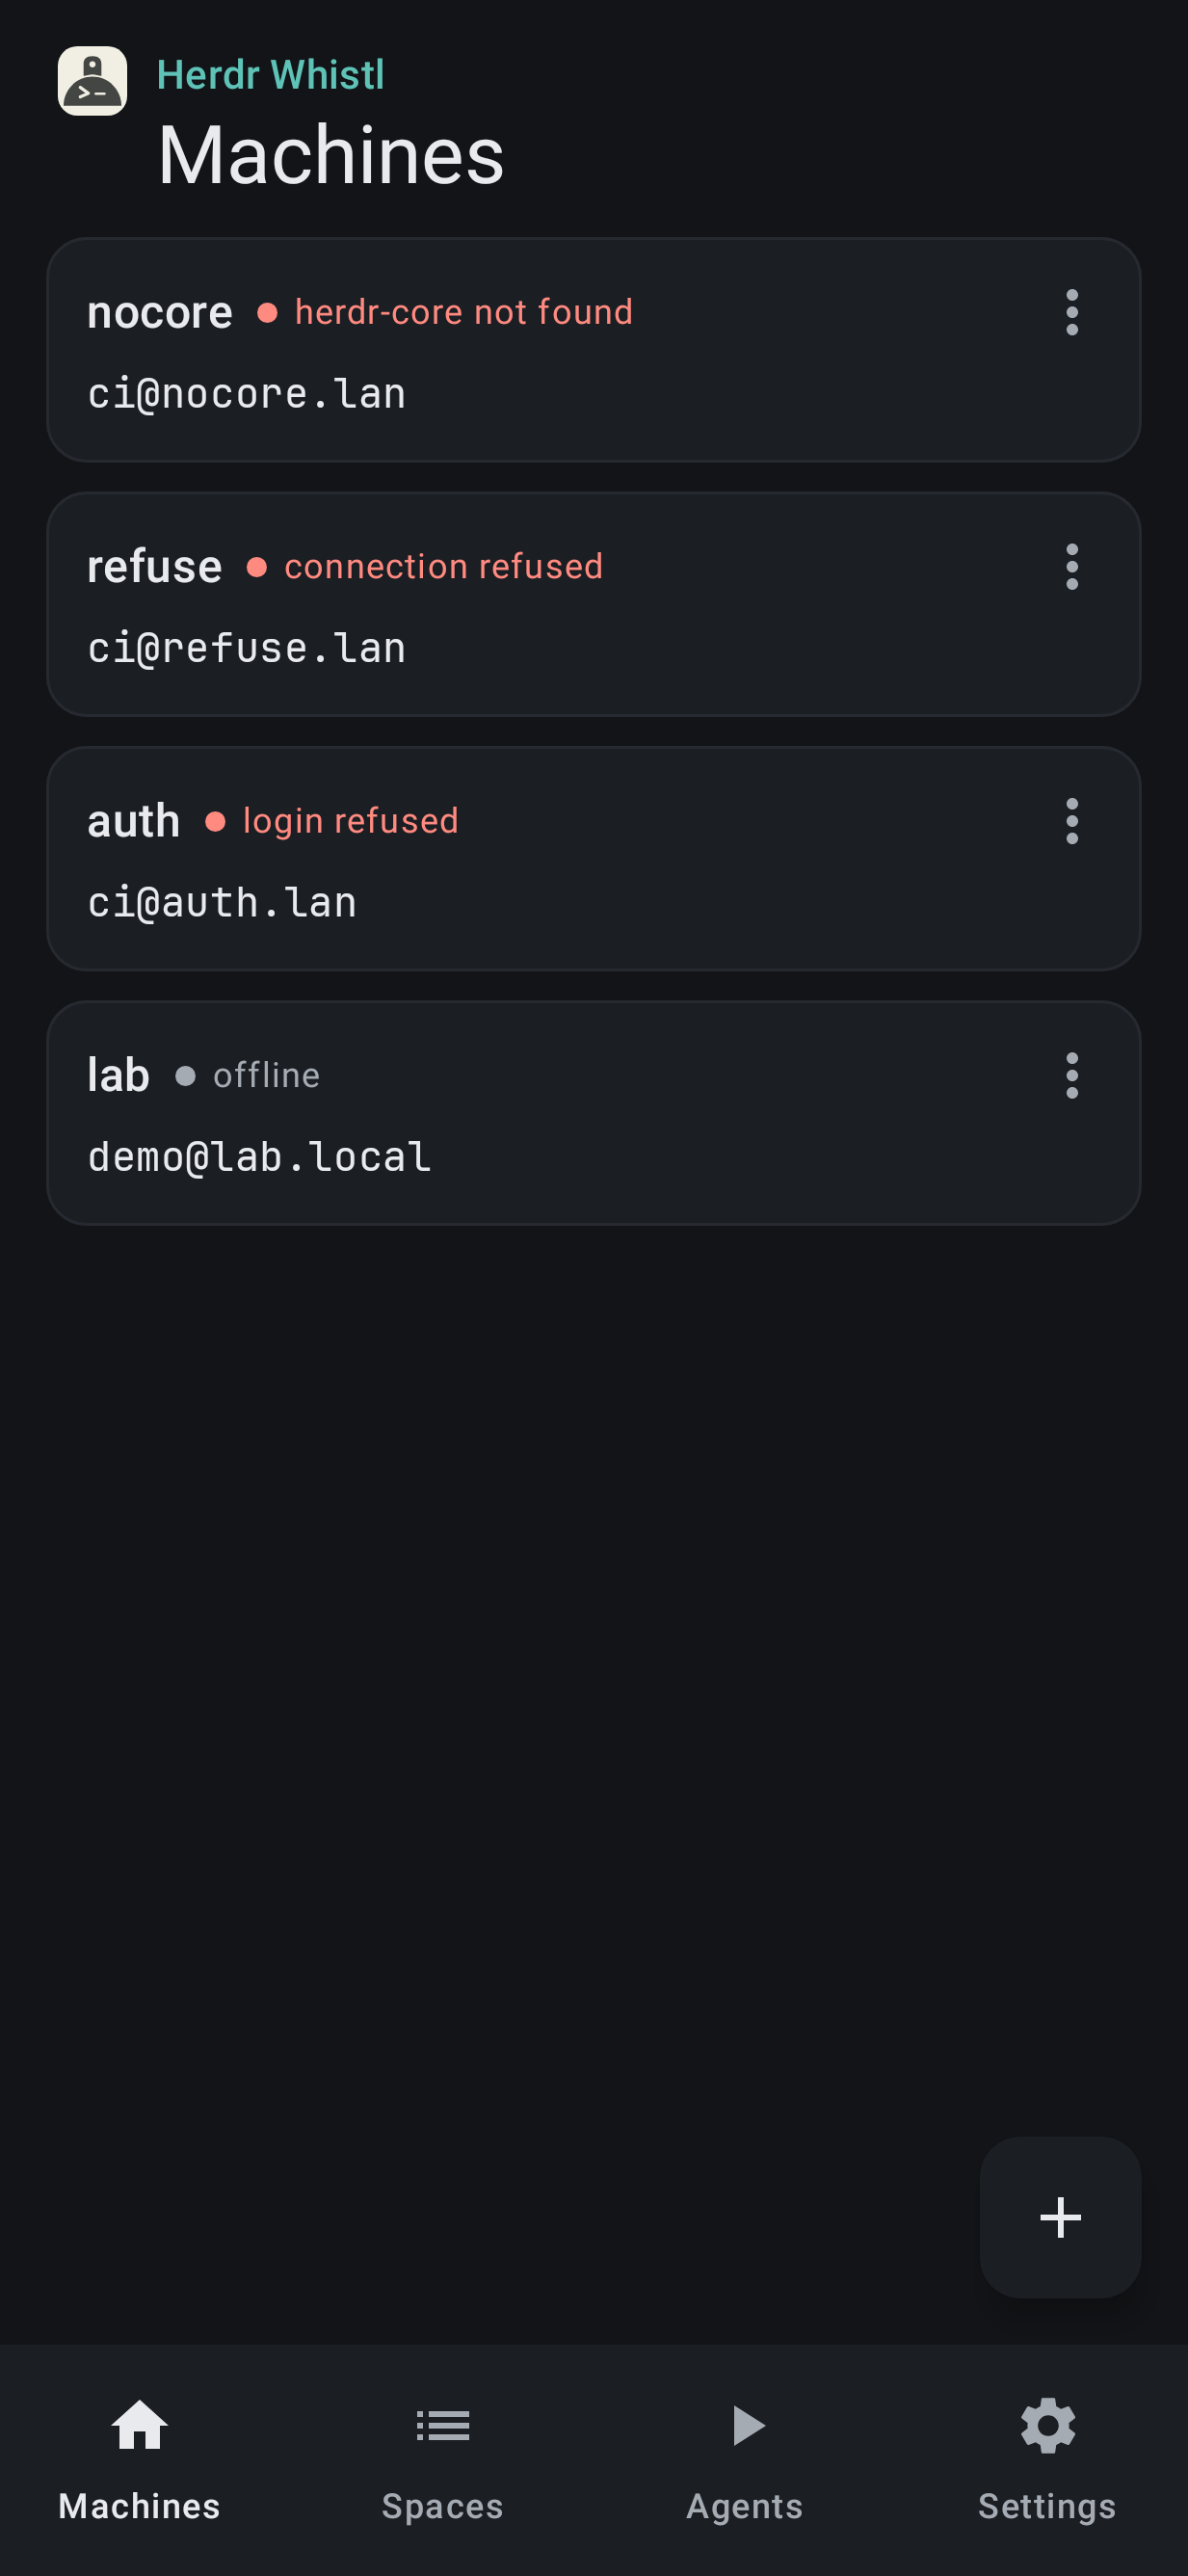 Herdr Whistl
Machines
nocore herdr-core not found
ci@nocore.lan
refuse connection refused
ci@refuse.lan
auth login refused
ci@auth.lan
lab offline
demo@lab.local
Machines Spaces Agents Settings